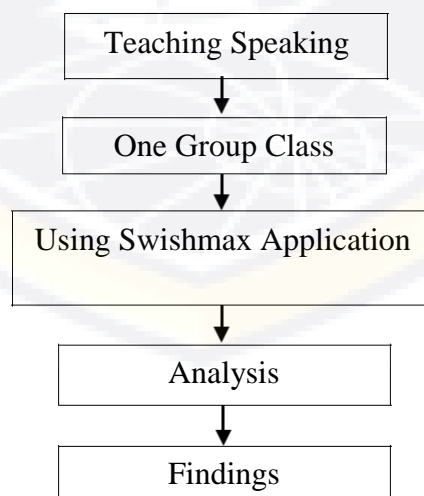 Teaching Speaking
One Group Class
Using Swishmax Application
Analysis
Findings